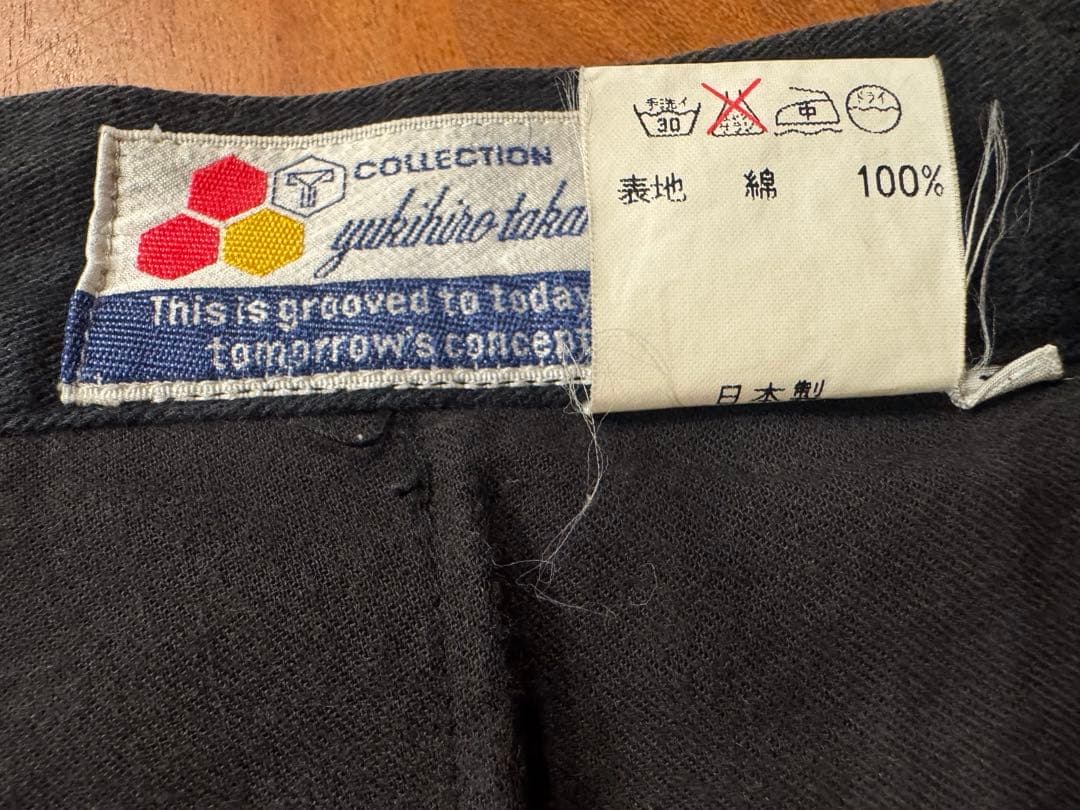 COLLECTION
yukihiro taka
This is grooved to today
tomorrow's concept
手洗イ
30
中
ドライ
表地 綿 100%
日本製